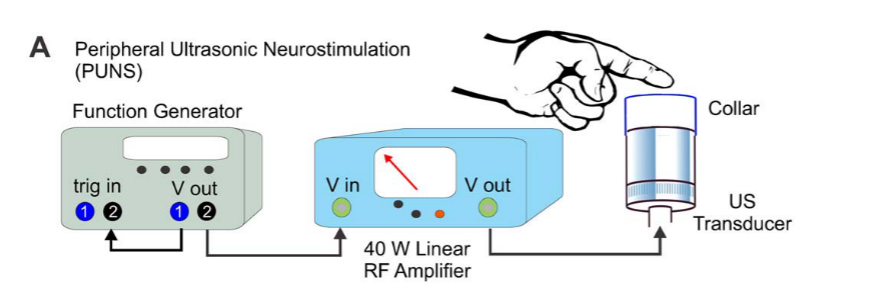 A
Peripheral Ultrasonic Neurostimulation
(PUNS)
Function Generator
trig in
V out
1
2
1
2
V in
V out
40 W Linear
RF Amplifier
Collar
US
Transducer